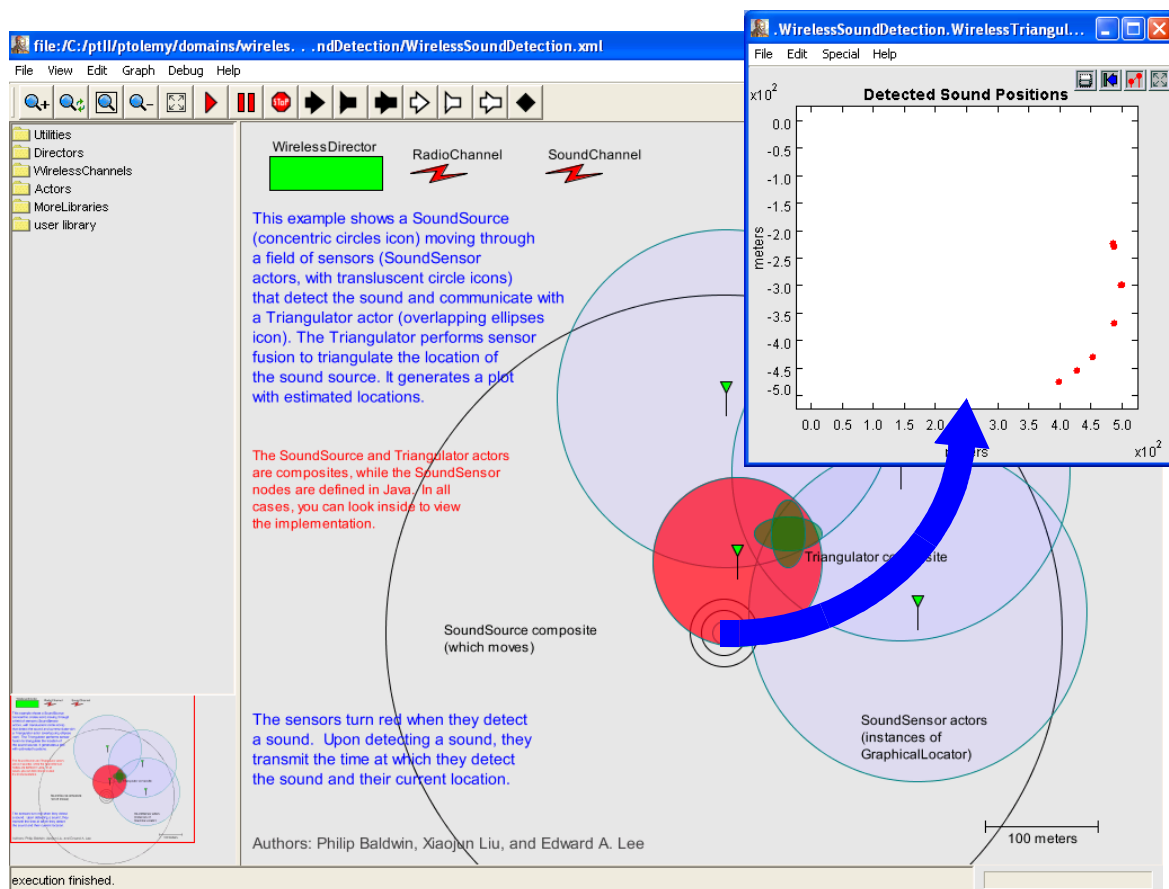 file:/C:/ptII/ptolemy/domains/wireles. . .ndDetection/WirelessSoundDetection.xml
File View Edit Graph Debug Help
STOP
Utilities
Directors
WirelessChannels
Actors
MoreLibraries
user library
WirelessDirector
RadioChannel
SoundChannel
This example shows a SoundSource
(concentric circles icon) moving through
a field of sensors (SoundSensor
actors, with transluscent circle icons)
that detect the sound and communicate with
a Triangulator actor (overlapping ellipses
icon). The Triangulator performs sensor
fusion to triangulate the location of
the sound source. It generates a plot
with estimated locations.
The SoundSource and Triangulator actors
are composites, while the SoundSensor
nodes are defined in Java. In all
cases, you can look inside to view
the implementation.
Triangulator composite
SoundSource composite
(which moves)
The sensors turn red when they detect
a sound. Upon detecting a sound, they
transmit the time at which they detect
the sound and their current location.
SoundSensor actors
(instances of
GraphicalLocator)
100 meters
Authors: Philip Baldwin, Xiaojun Liu, and Edward A. Lee
execution finished.
.WirelessSoundDetection.WirelessTriangul...
File Edit Special Help
Detected Sound Positions
x10²
0.0
-0.5
-1.0
-1.5
-2.0
-2.5
-3.0
-3.5
-4.0
-4.5
-5.0
meters
0.0 0.5 1.0 1.5 2.0 3.0 3.5 4.0 4.5 5.0
x10²